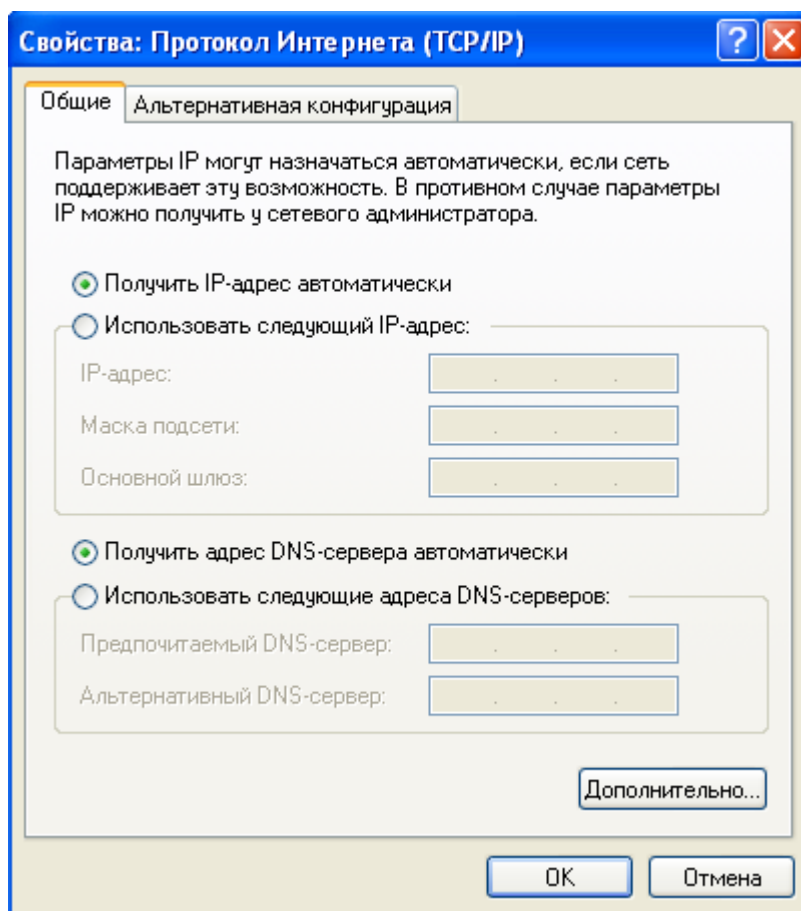 Свойства: Протокол Интернета (TCP/IP)
Общие
Альтернативная конфигурация
Параметры IP могут назначаться автоматически, если сеть
поддерживает эту возможность. В противном случае параметры
IP можно получить у сетевого администратора.
Получить IP-адрес автоматически
Использовать следующий IP-адрес:
IP-адрес:
Маска подсети:
Основной шлюз:
Получить адрес DNS-сервера автоматически
Использовать следующие адреса DNS-серверов:
Предпочитаемый DNS-сервер:
Альтернативный DNS-сервер:
Дополнительно...
OK
Отмена